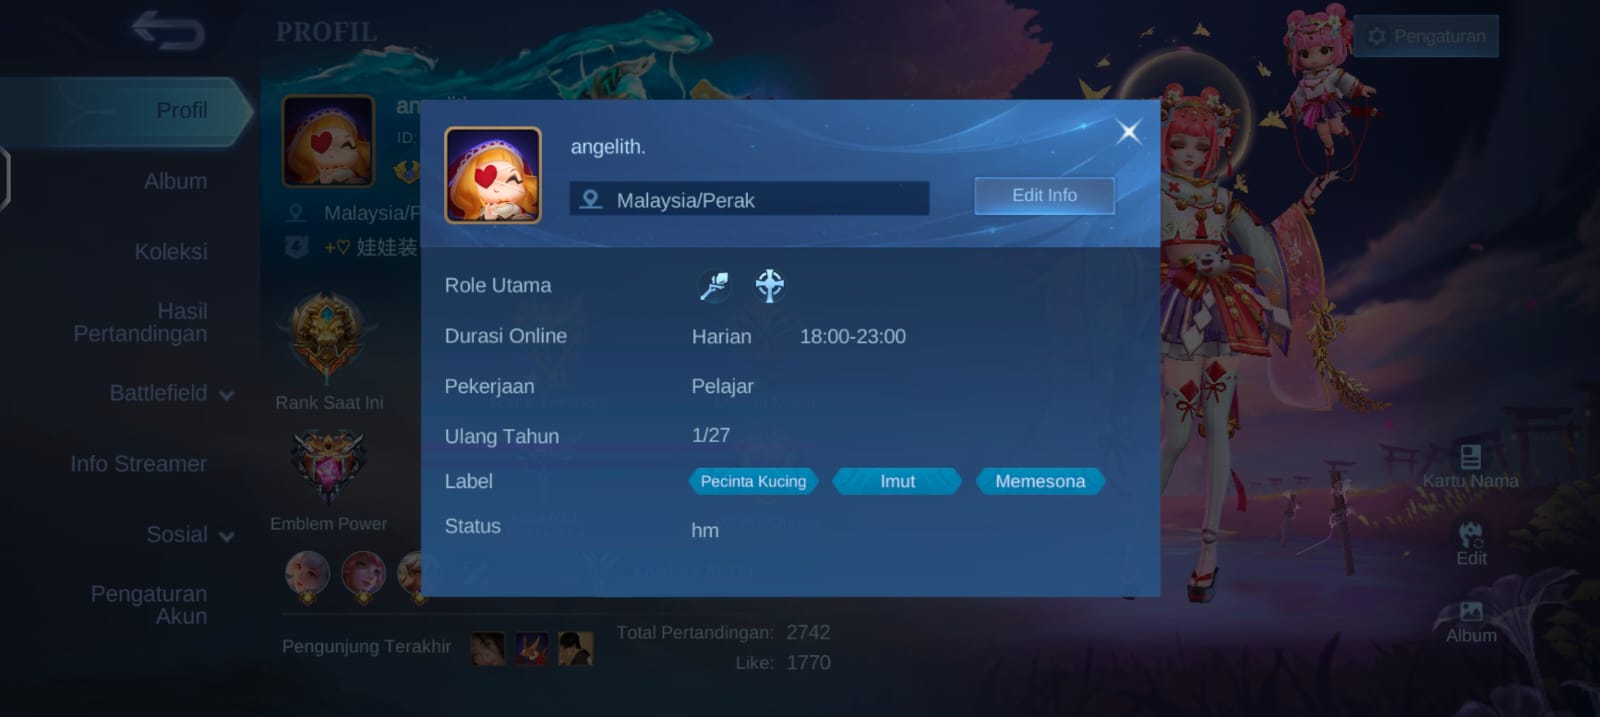 PROFIL
Pengaturan
Profil
Album
Koleksi
Hasil
Pertandingan
Battlefield
Info Streamer
Sosial
Pengaturan
Akun
ID:
Malaysia/P
+♡ 娃娃装
Rank Saat Ini
Emblem Power
Pengunjung Terakhir
Total Pertandingan: 2742
Like: 1770
angelith.
Malaysia/Perak
Edit Info
Role Utama
Durasi Online Harian 18:00-23:00
Pekerjaan Pelajar
Ulang Tahun 1/27
Label Pecinta Kucing Imut Memesona
Status hm
Kartu Nama
Edit
Album